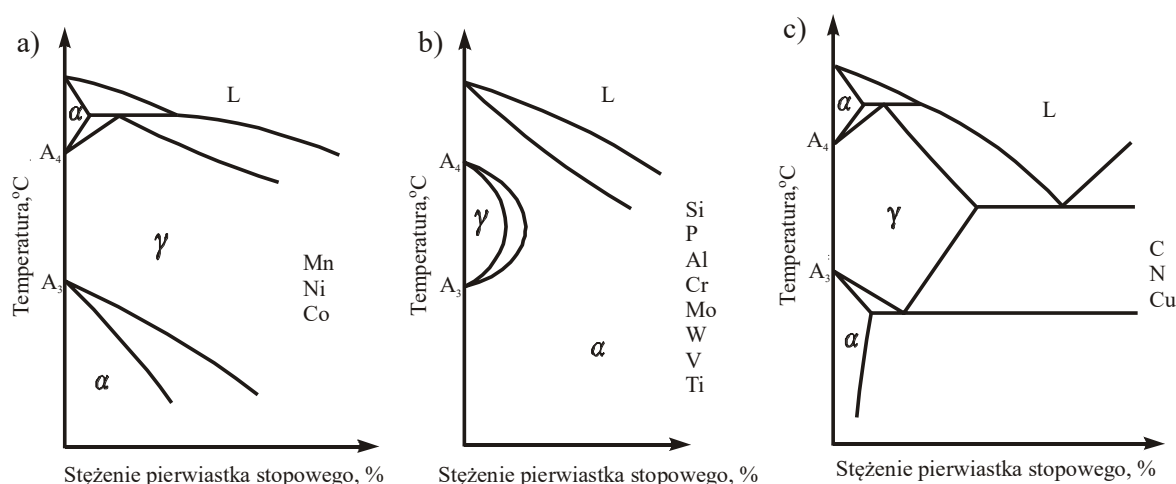 a)
L
α
A₄
γ
A₃
α
Mn
Ni
Co
Temperatura,°C
Stężenie pierwiastka stopowego, %
b)
L
A₄
γ
A₃
α
Si
P
Al
Cr
Mo
W
V
Ti
Temperatura,°C
Stężenie pierwiastka stopowego, %
c)
L
α
A₄
γ
A₃
α
C
N
Cu
Temperatura,°C
Stężenie pierwiastka stopowego, %